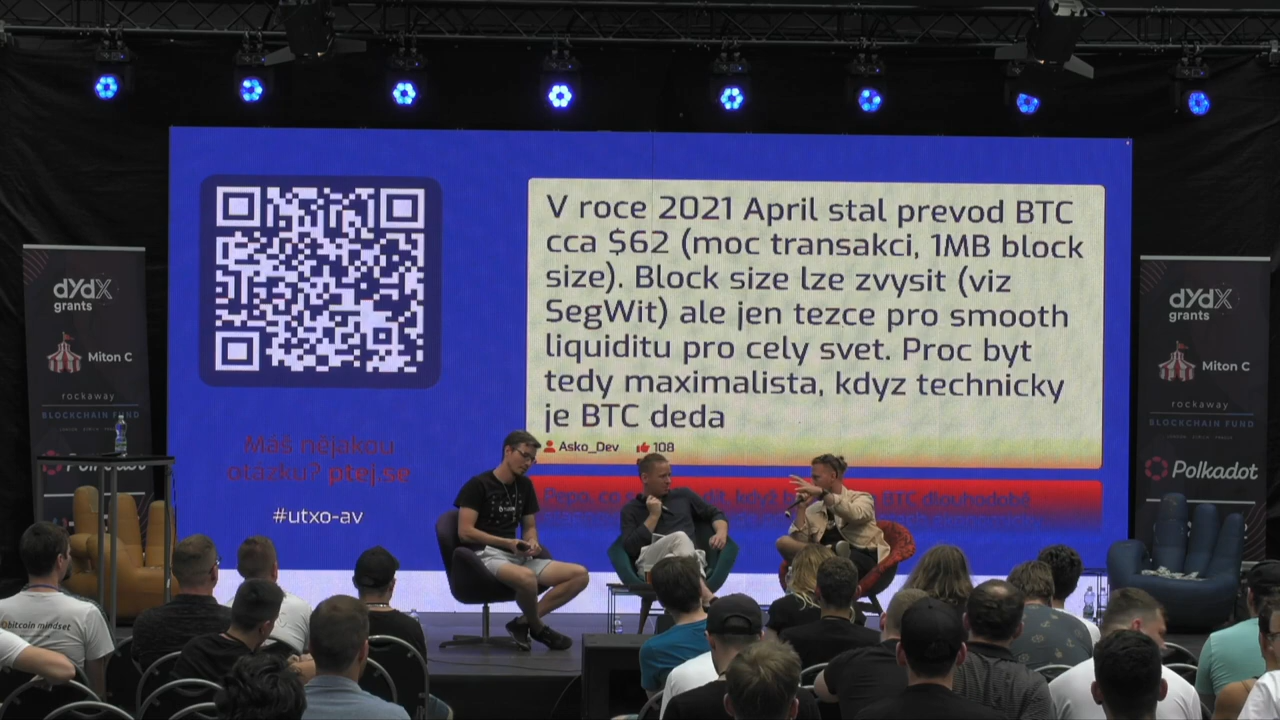 V roce 2021 April stal prevod BTC
cca $62 (moc transakci, 1MB block
size). Block size lze zvysit (viz
SegWit) ale jen tezce pro smooth
liquiditu pro cely svet. Proc byt
tedy maximalista, kdyz technicky
je BTC deda
Asko_Dev 108
Máš nějakou
otázku? ptej se
#utxo-av
dYdX
grants
Miton C
rockaway
BLOCKCHAIN FUND
dYdX
grants
Miton C
rockaway
BLOCKCHAIN FUND
Polkadot
bitcoin mindset